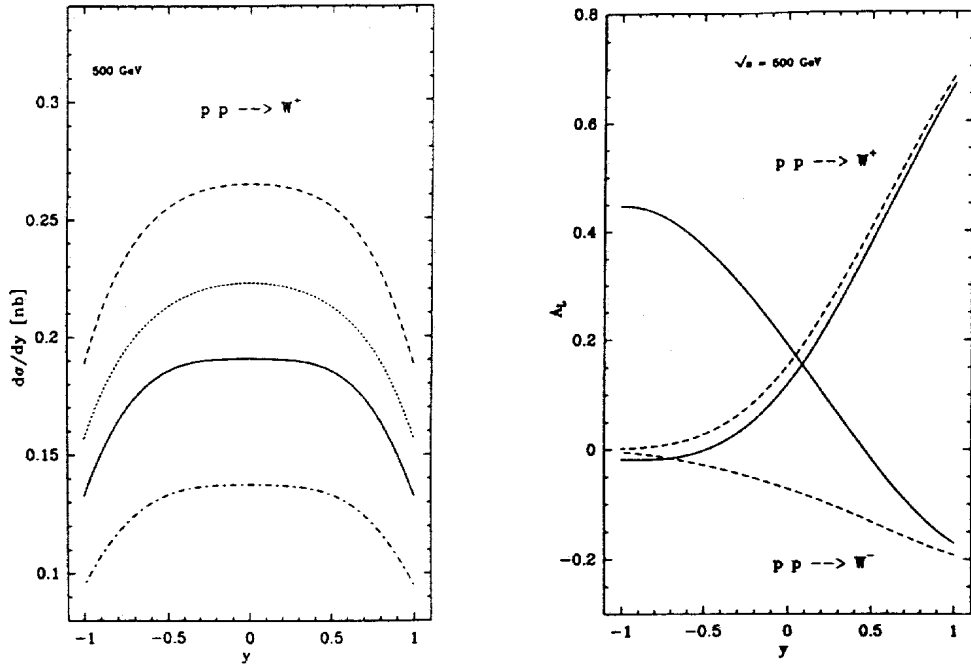 500 GeV
p p --> W+
0.3
0.25
0.2
0.15
0.1
dσ/dy [nb]
−1
−0.5
0
0.5
1
y
√s = 500 GeV
p p --> W+
p p --> W−
0.8
0.6
0.4
0.2
0
−0.2
A_L
−1
−0.5
0
0.5
1
y